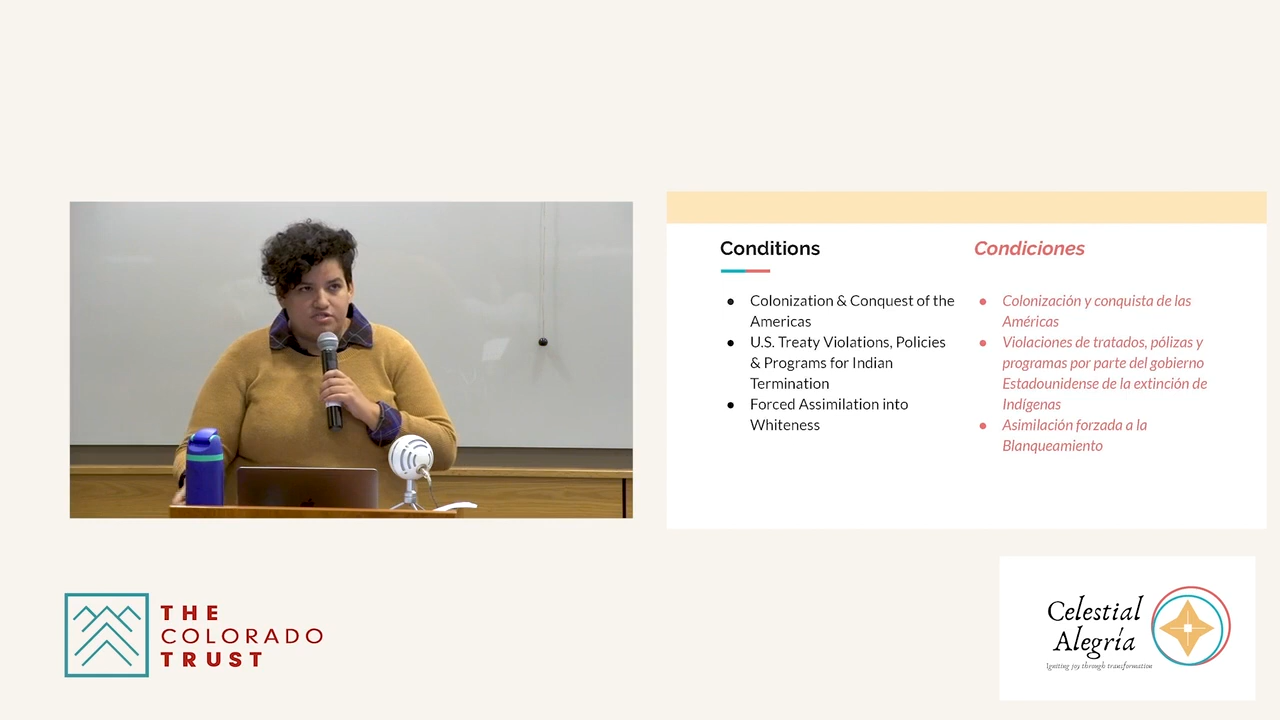 Conditions
Colonization & Conquest of the
Americas
U.S. Treaty Violations, Policies
& Programs for Indian
Termination
Forced Assimilation into
Whiteness
Condiciones
Colonización y conquista de las
Américas
Violaciones de tratados, pólizas y
programas por parte del gobierno
Estadounidense de la extinción de
Indígenas
Asimilación forzada a la
Blanqueamiento
THE
COLORADO
TRUST
Celestial
Alegría
Igniting joy through transformation